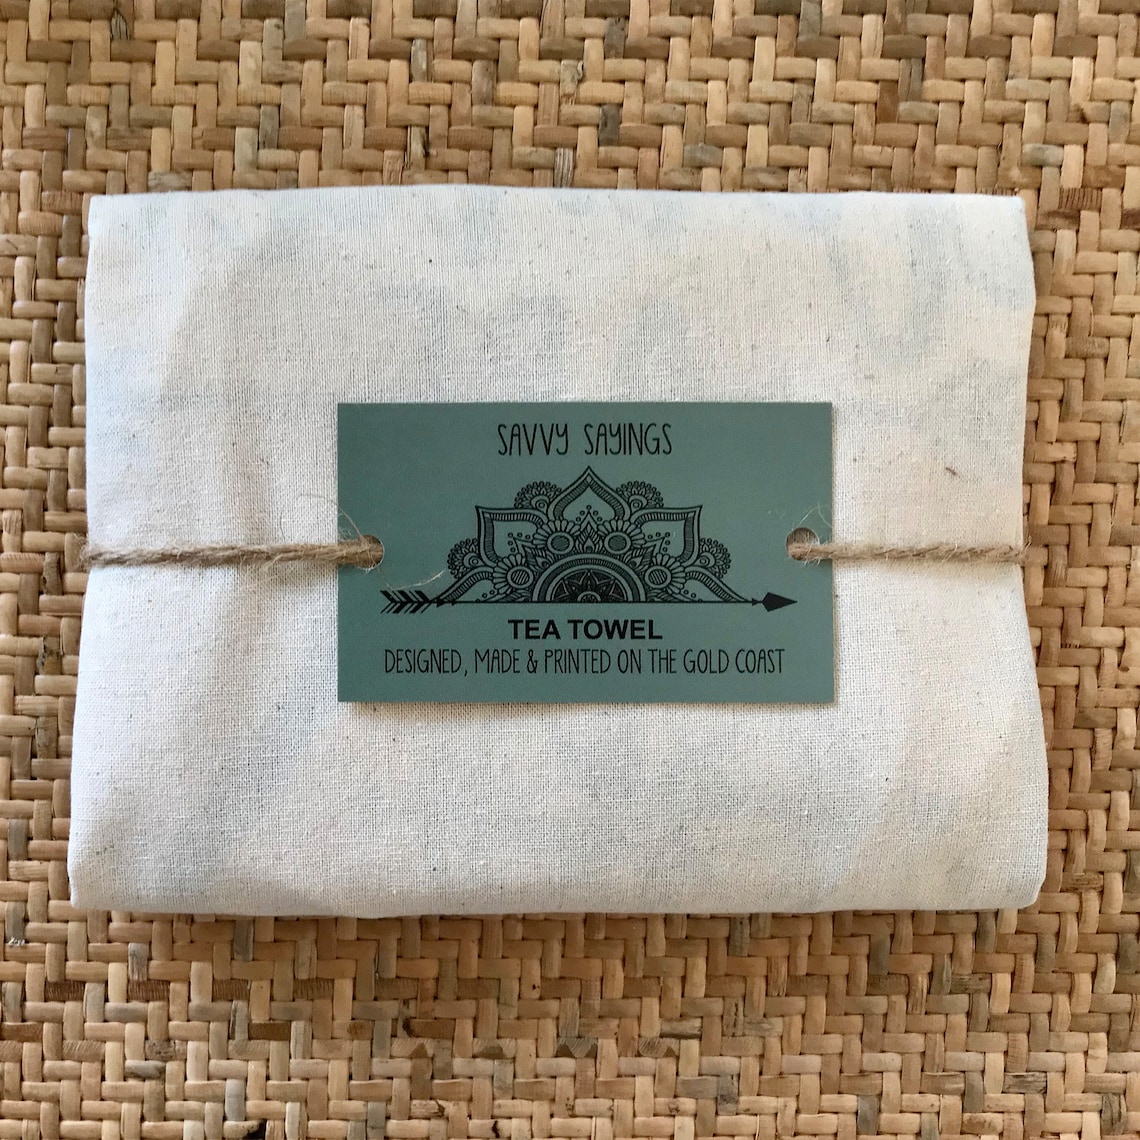 SAVVY SAYINGS
TEA TOWEL
DESIGNED, MADE & PRINTED ON THE GOLD COAST